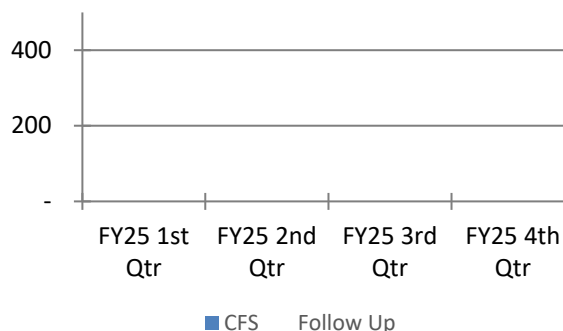 400
200
-
FY25 1st Qtr
FY25 2nd Qtr
FY25 3rd Qtr
FY25 4th Qtr
CFS Follow Up